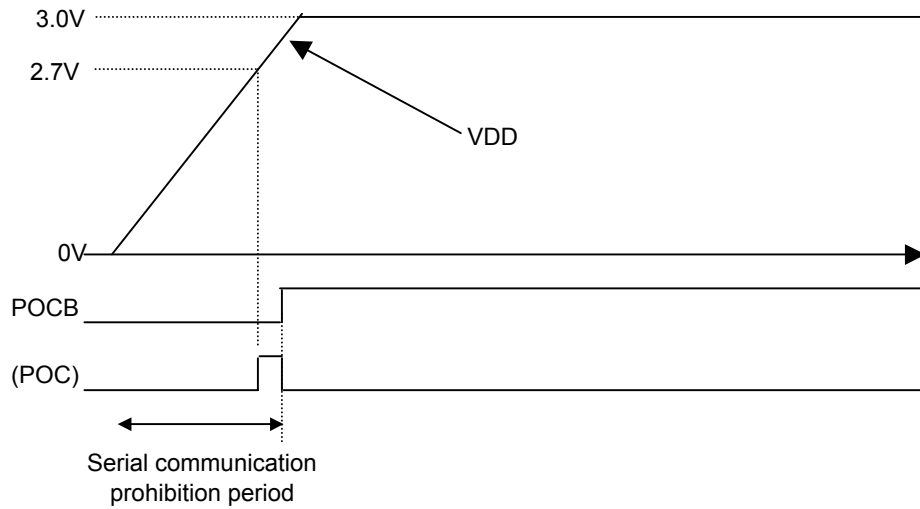 3.0V
2.7V
VDD
0V
POCB
(POC)
Serial communication
prohibition period